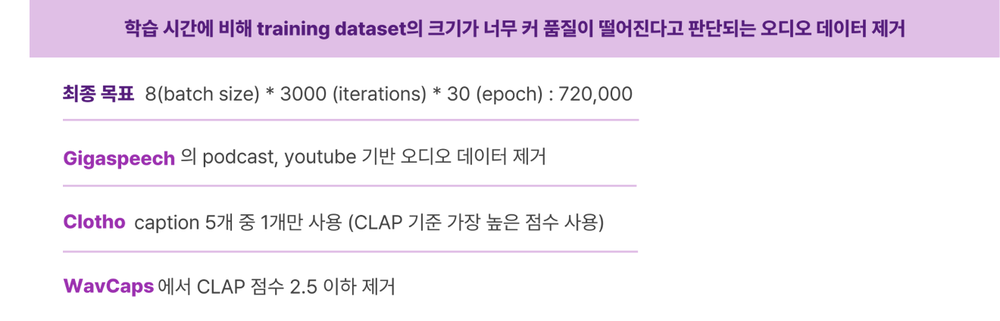 학습 시간에 비해 training dataset의 크기가 너무 커 품질이 떨어진다고 판단되는 오디오 데이터 제거
최종 목표 8(batch size) * 3000 (iterations) * 30 (epoch) : 720,000
Gigaspeech 의 podcast, youtube 기반 오디오 데이터 제거
Clotho caption 5개 중 1개만 사용 (CLAP 기준 가장 높은 점수 사용)
WavCaps 에서 CLAP 점수 2.5 이하 제거